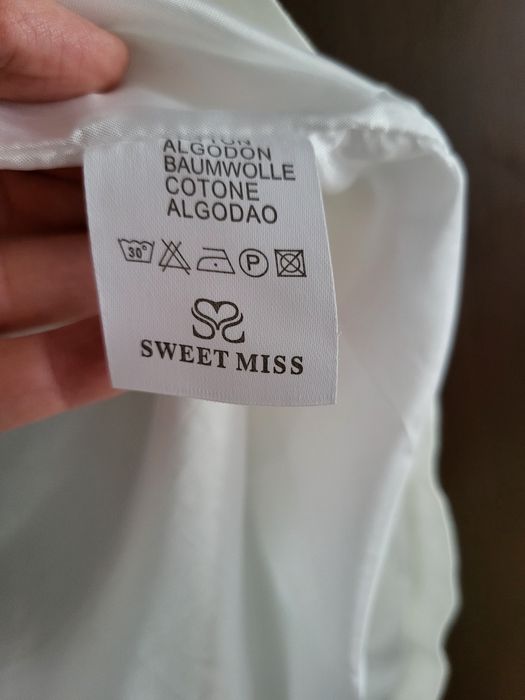 ALGODON
BAUMWOLLE
COTONE
ALGODAO
30° P
SWEET MISS